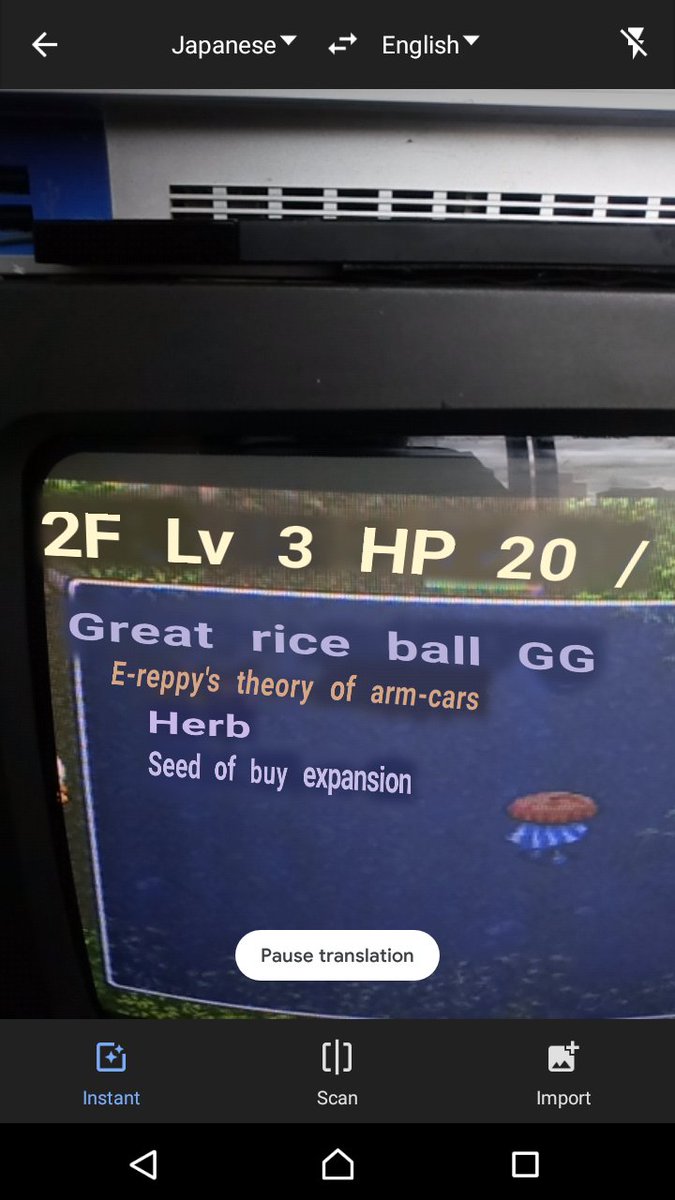 Japanese English
2F Lv 3 HP 20 /
Great rice ball GG
E-reppy's theory of arm-cars
Herb
Seed of buy expansion
Pause translation
Instant Scan Import